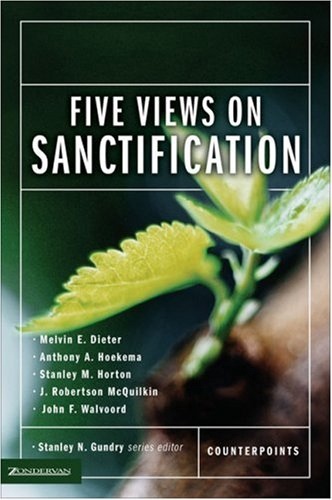 FIVE VIEWS ON
SANCTIFICATION
· Melvin E. Dieter
· Anthony A. Hoekema
· Stanley M. Horton
· J. Robertson McQuilkin
· John F. Walvoord
· Stanley N. Gundry series editor
COUNTERPOINTS
ZONDERVAN